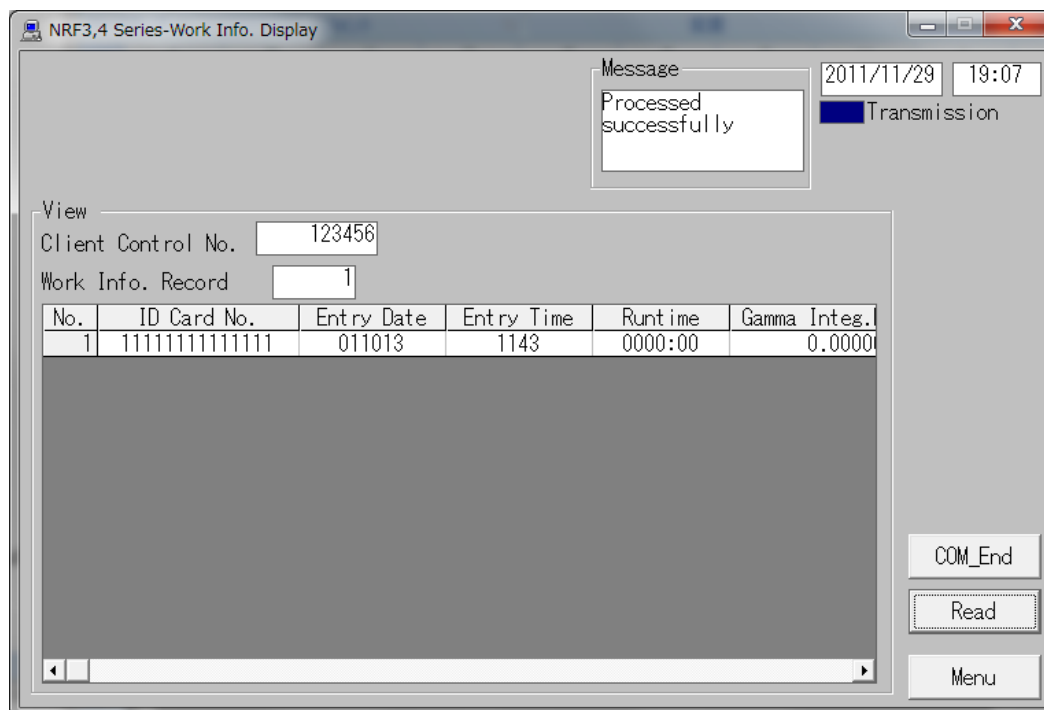 NRF3,4 Series-Work Info. Display
Message
Processed
successfully
2011/11/29 19:07
Transmission
View
Client Control No. 123456
Work Info. Record 1
No. ID Card No. Entry Date Entry Time Runtime Gamma Integ.
1 11111111111111 011013 1143 0000:00 0.0000
COM_End
Read
Menu